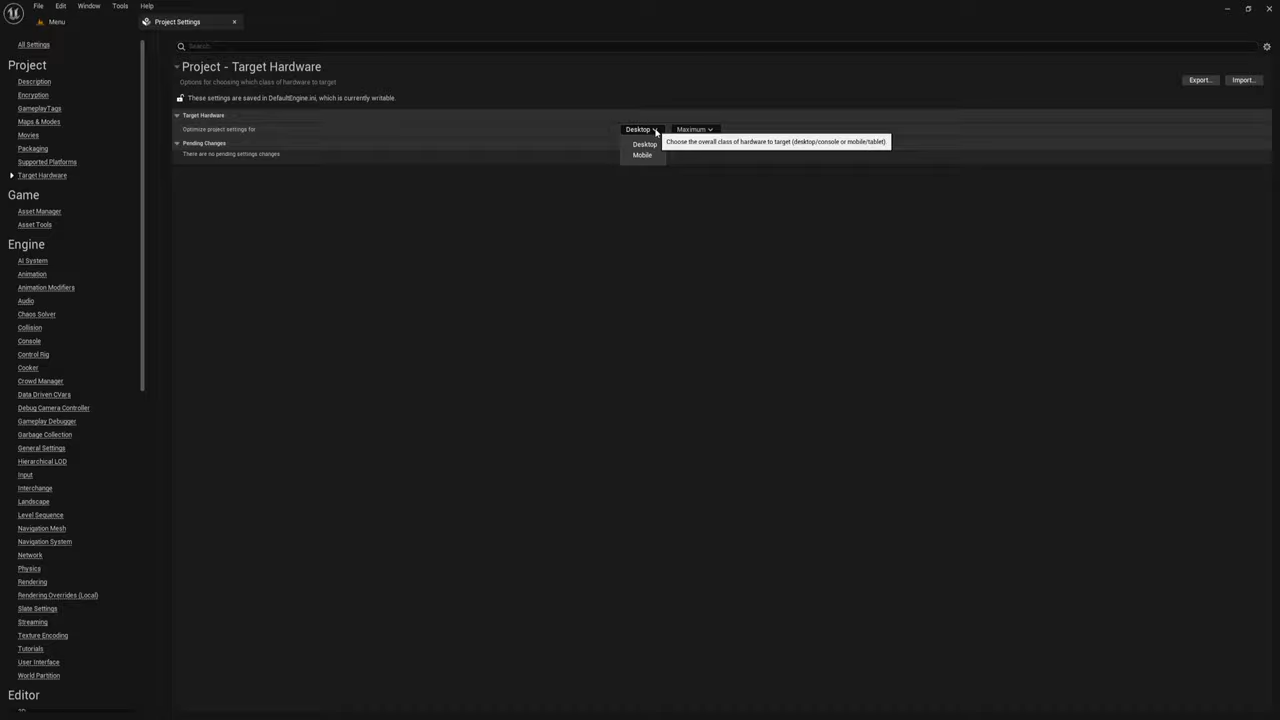 File Edit Window Tools Help
Menu
Project Settings
All Settings
Search
Project
Project - Target Hardware
Options for choosing which class of hardware to target
Export...
Import...
Description
Encryption
These settings are saved in DefaultEngine.ini, which is currently writable.
GameplayTags
Target Hardware
Maps & Modes
Optimize project settings for
Desktop
Maximum
Movies
Choose the overall class of hardware to target (desktop/console or mobile/tablet)
Pending Changes
Desktop
Packaging
There are no pending settings changes
Mobile
Supported Platforms
Target Hardware
Game
Asset Manager
Asset Tools
Engine
AI System
Animation
Animation Modifiers
Audio
Chaos Solver
Collision
Console
Control Rig
Cooker
Crowd Manager
Data Driven CVars
Debug Camera Controller
Gameplay Debugger
Garbage Collection
General Settings
Hierarchical LOD
Input
Interchange
Landscape
Level Sequence
Navigation Mesh
Navigation System
Network
Physics
Rendering
Rendering Overrides (Local)
Slate Settings
Streaming
Texture Encoding
Tutorials
User Interface
World Partition
Editor